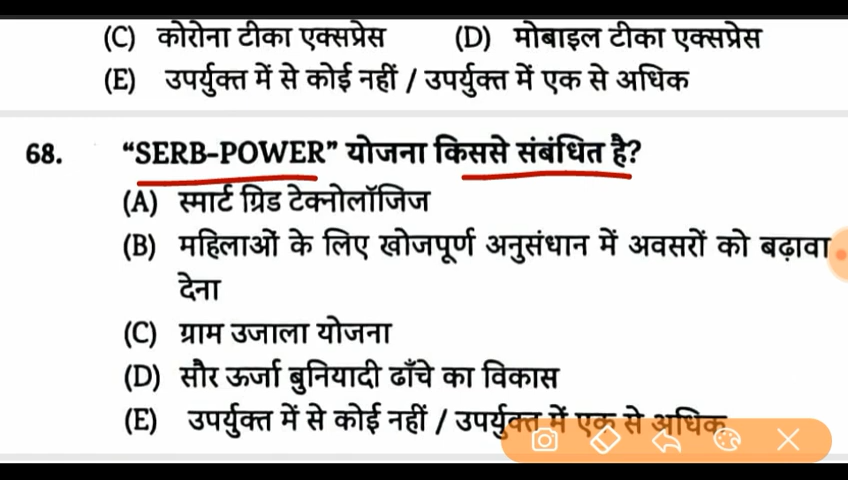 (C) कोरोना टीका एक्सप्रेस (D) मोबाइल टीका एक्सप्रेस
(E) उपर्युक्त में से कोई नहीं / उपर्युक्त में एक से अधिक
68. “SERB-POWER” योजना किससे संबंधित है?
(A) स्मार्ट ग्रिड टेक्नोलॉजिज
(B) महिलाओं के लिए खोजपूर्ण अनुसंधान में अवसरों को बढ़ावा
देना
(C) ग्राम उजाला योजना
(D) सौर ऊर्जा बुनियादी ढाँचे का विकास
(E) उपर्युक्त में से कोई नहीं / उपर्युक्त में एक से अधिक